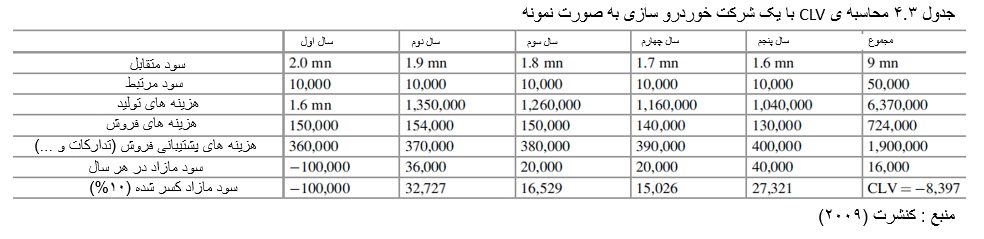 جدول ۴.۳ محاسبه ی CLV با یک شرکت خوردرو سازی به صورت نمونه
سال اول سال دوم سال سوم سال چهارم سال پنجم مجموع
سود متقابل 2.0 mn 1.9 mn 1.8 mn 1.7 mn 1.6 mn 9 mn
سود مرتبط 10,000 10,000 10,000 10,000 10,000 50,000
هزینه های تولید 1.6 mn 1,350,000 1,260,000 1,160,000 1,040,000 6,370,000
هزینه های فروش 150,000 154,000 150,000 140,000 130,000 724,000
هزینه های پشتیبانی فروش (تدارکات و ...) 360,000 370,000 380,000 390,000 400,000 1,900,000
سود مازاد در هر سال −100,000 36,000 20,000 20,000 40,000 16,000
سود مازاد کسر شده (۱۰%) −100,000 32,727 16,529 15,026 27,321 CLV = −8,397
منبع : کنشرت (۲۰۰۹)